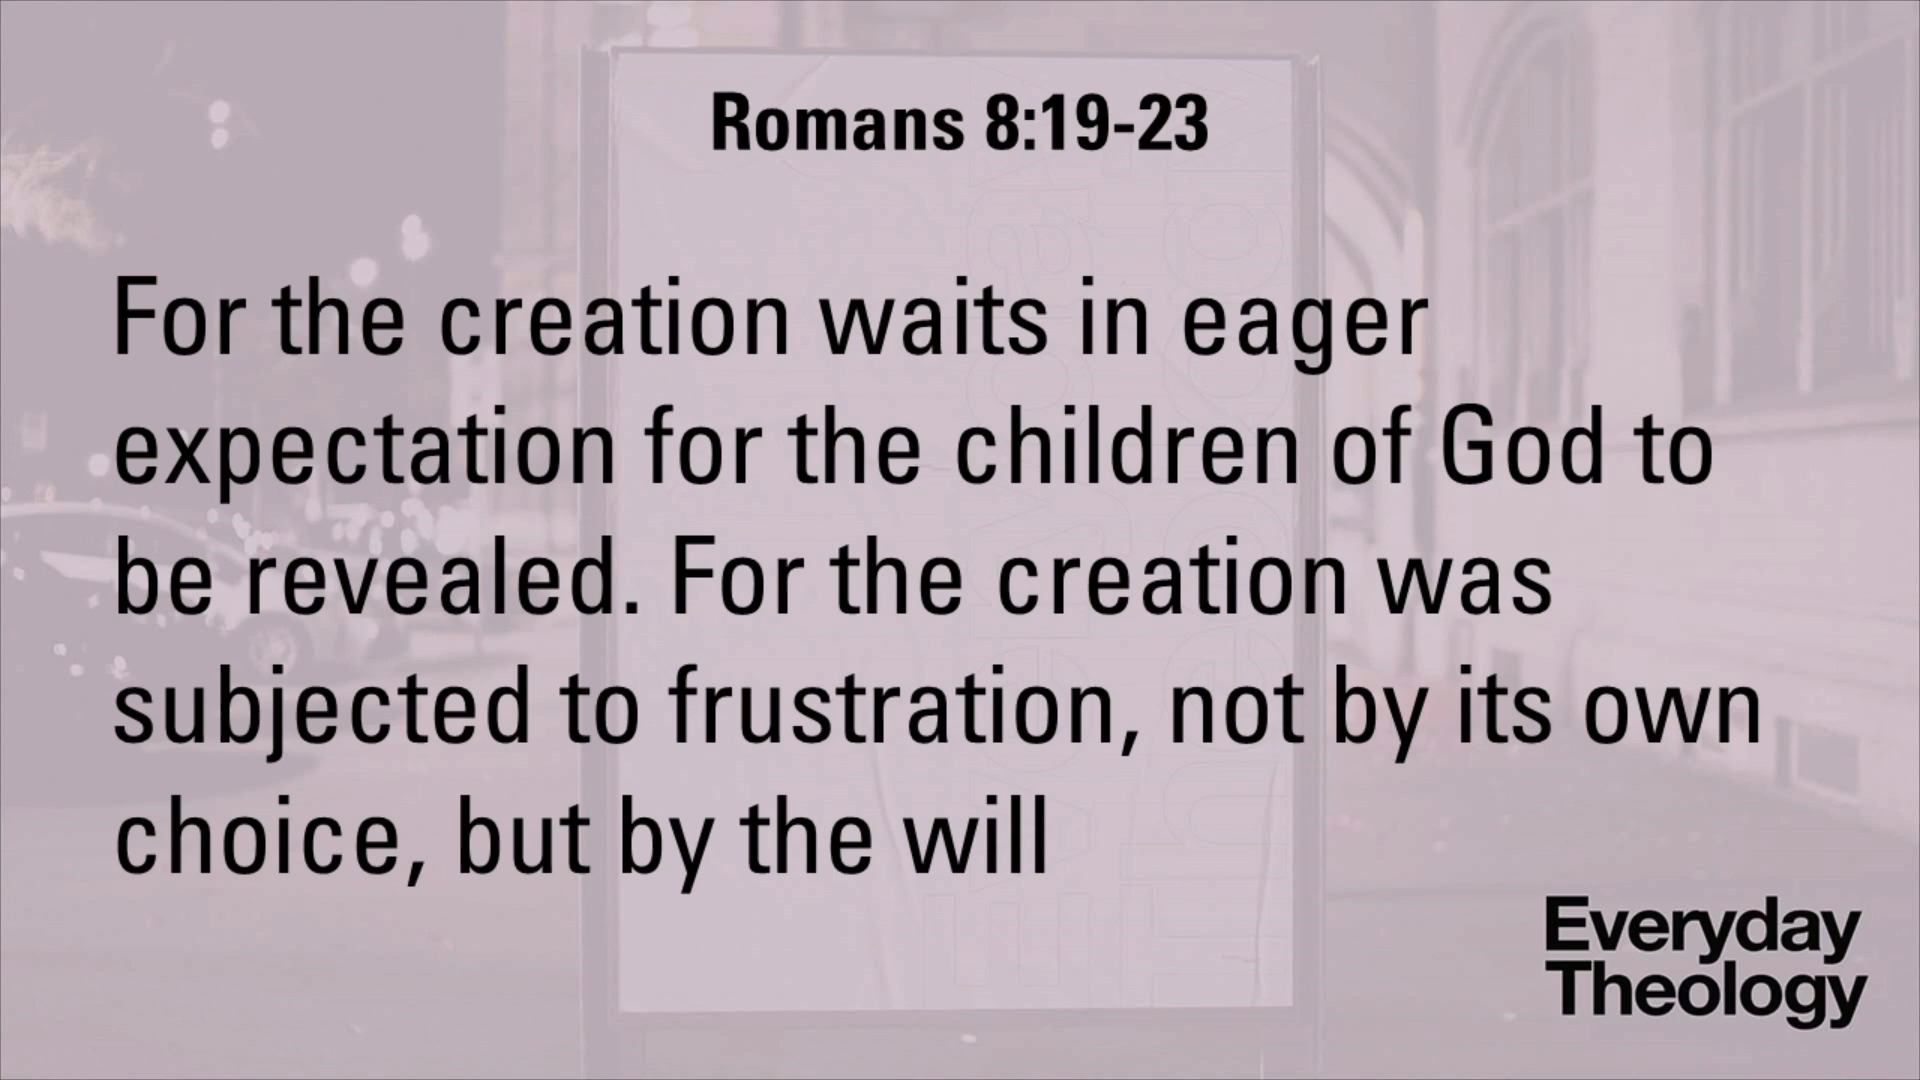 Romans 8:19-23
For the creation waits in eager
expectation for the children of God to
be revealed. For the creation was
subjected to frustration, not by its own
choice, but by the will
Everyday
Theology